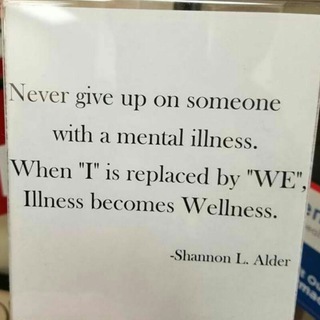 Never give up on someone
with a mental illness.
When "I" is replaced by "WE",
Illness becomes Wellness.
-Shannon L. Alder